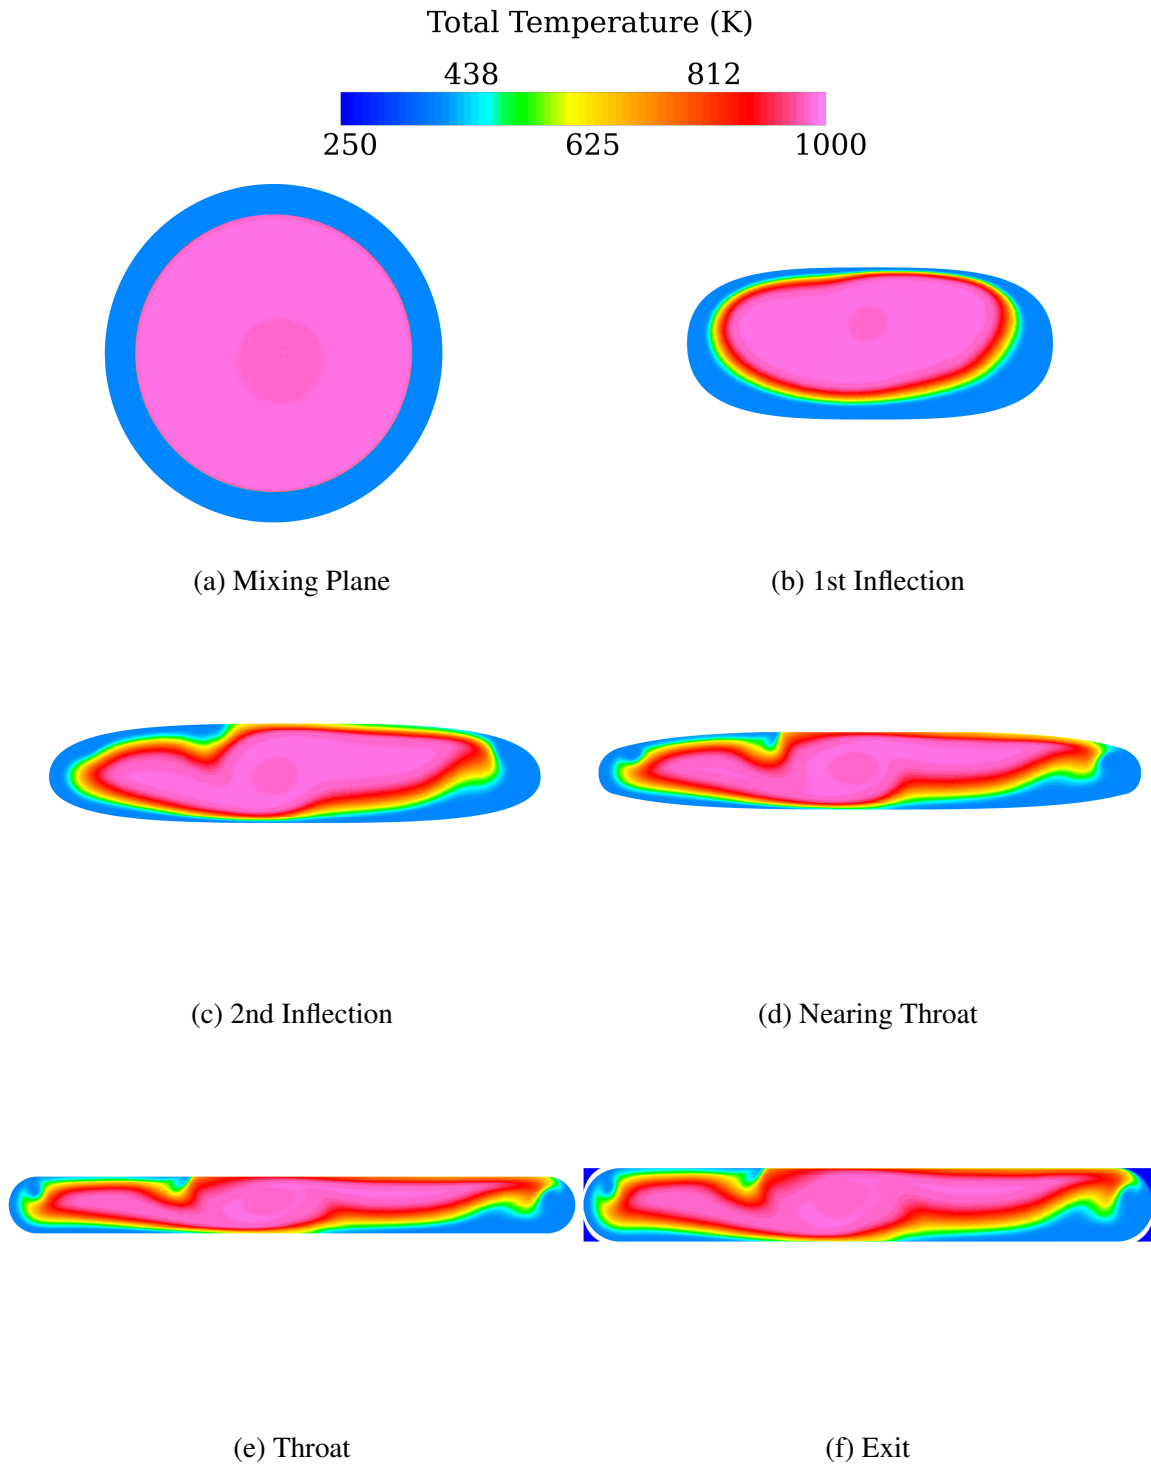 Total Temperature (K)
438 812
250 625 1000
(a) Mixing Plane
(b) 1st Inflection
(c) 2nd Inflection
(d) Nearing Throat
(e) Throat
(f) Exit